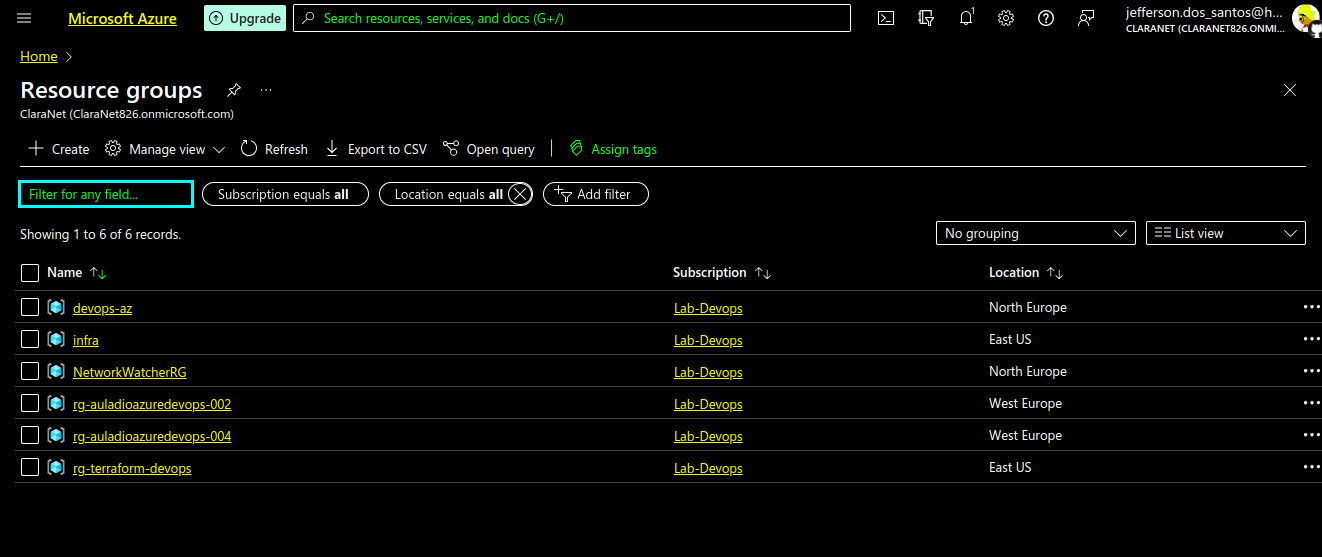 Microsoft Azure Upgrade Search resources, services, and docs (G+/) 1 jefferson.dos_santos@h...
CLARANET (CLARANET826.ONMI...
Home >
Resource groups ...
ClaraNet (ClaraNet826.onmicrosoft.com)
+ Create Manage view Refresh Export to CSV Open query | Assign tags
Filter for any field... Subscription equals all Location equals all Add filter
Showing 1 to 6 of 6 records. No grouping List view
Name ↑↓ Subscription ↑↓ Location ↑↓
devops-az Lab-Devops North Europe ...
infra Lab-Devops East US ...
NetworkWatcherRG Lab-Devops North Europe ...
rg-auladioazuredevops-002 Lab-Devops West Europe ...
rg-auladioazuredevops-004 Lab-Devops West Europe ...
rg-terraform-devops Lab-Devops East US ...